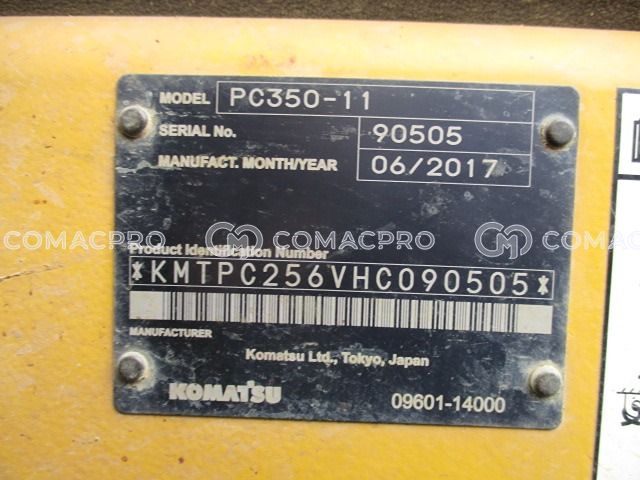 MODEL PC350-11
SERIAL No. 90505
MANUFACT. MONTH/YEAR 06/2017
COMACPRO COMACPRO COMACPRO
Product Identification Number
*KMTPC256VHC090505*
MANUFACTURER
Komatsu Ltd., Tokyo, Japan
KOMATSU 09601-14000